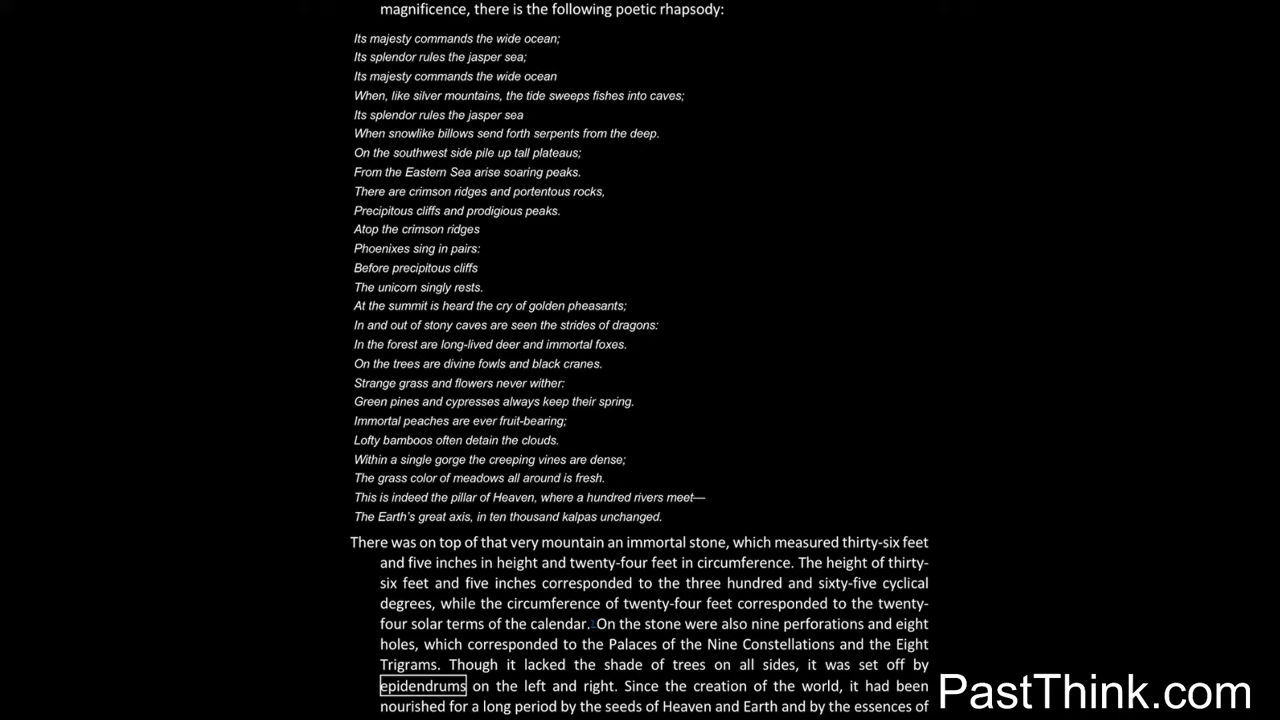 magnificence, there is the following poetic rhapsody:
Its majesty commands the wide ocean;
Its splendor rules the jasper sea;
Its majesty commands the wide ocean
When, like silver mountains, the tide sweeps fishes into caves;
Its splendor rules the jasper sea
When snowlike billows send forth serpents from the deep.
On the southwest side pile up tall plateaus;
From the Eastern Sea arise soaring peaks.
There are crimson ridges and portentous rocks,
Precipitous cliffs and prodigious peaks.
Atop the crimson ridges
Phoenixes sing in pairs:
Before precipitous cliffs
The unicorn singly rests.
At the summit is heard the cry of golden pheasants;
In and out of stony caves are seen the strides of dragons:
In the forest are long-lived deer and immortal foxes.
On the trees are divine fowls and black cranes.
Strange grass and flowers never wither:
Green pines and cypresses always keep their spring.
Immortal peaches are ever fruit-bearing;
Lofty bamboos often detain the clouds.
Within a single gorge the creeping vines are dense;
The grass color of meadows all around is fresh.
This is indeed the pillar of Heaven, where a hundred rivers meet—
The Earth's great axis, in ten thousand kalpas unchanged.
There was on top of that very mountain an immortal stone, which measured thirty-six feet
and five inches in height and twenty-four feet in circumference. The height of thirty-
six feet and five inches corresponded to the three hundred and sixty-five cyclical
degrees, while the circumference of twenty-four feet corresponded to the twenty-
four solar terms of the calendar. On the stone were also nine perforations and eight
holes, which corresponded to the Palaces of the Nine Constellations and the Eight
Trigrams. Though it lacked the shade of trees on all sides, it was set off by
epidendrums on the left and right. Since the creation of the world, it had been
nourished for a long period by the seeds of Heaven and Earth and by the essences of
PastThink.com